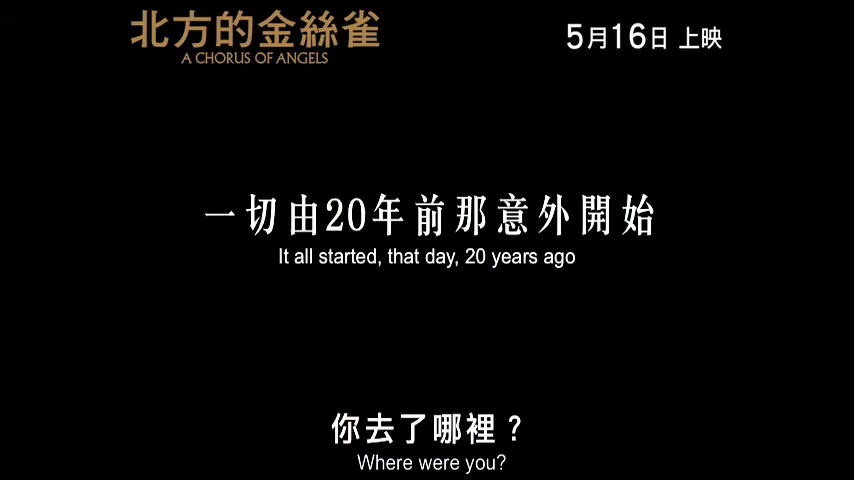 北方的金絲雀
A CHORUS OF ANGELS
5月16日 上映
一切由20年前那意外開始
It all started, that day, 20 years ago
你去了哪裡？
Where were you?